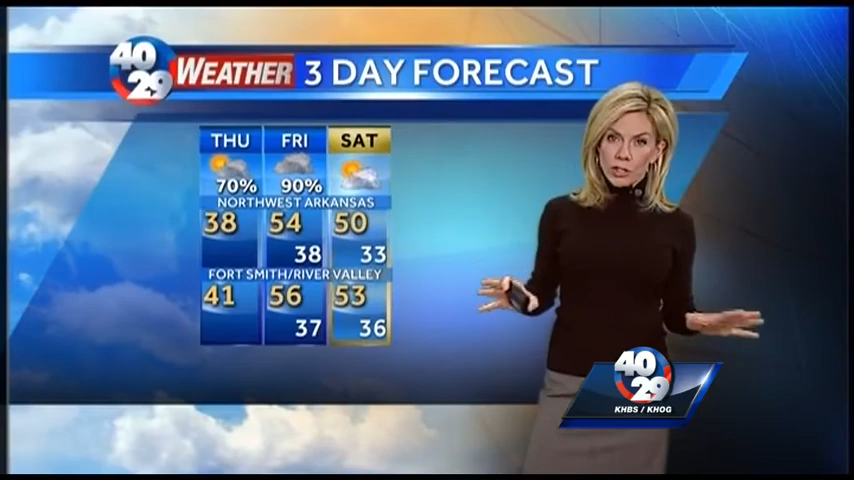 40
29
WEATHER 3 DAY FORECAST
THU FRI SAT
70% 90%
NORTHWEST ARKANSAS
38 54 50
38 33
FORT SMITH/RIVER VALLEY
41 56 53
37 36
40
29
KHBS / KHOG